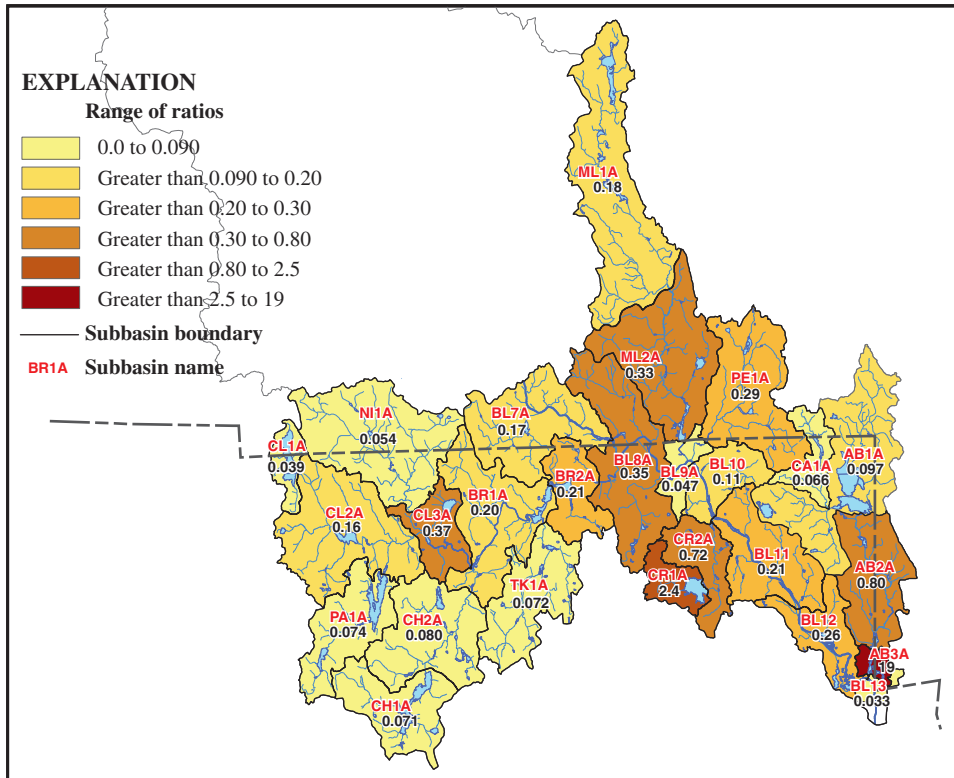 EXPLANATION
Range of ratios
0.0 to 0.090
Greater than 0.090 to 0.20
Greater than 0.20 to 0.30
Greater than 0.30 to 0.80
Greater than 0.80 to 2.5
Greater than 2.5 to 19
Subbasin boundary
BR1A Subbasin name
ML1A
0.18
ML2A
0.33
PE1A
0.29
NI1A
0.054
BL7A
0.17
CL1A
0.039
BL8A
0.35
BL9A
0.047
BL10
0.11
CA1A
0.066
AB1A
0.097
BR2A
0.21
BR1A
0.20
CL3A
0.37
CL2A
0.16
CR2A
0.72
BL11
0.21
AB2A
0.80
CR1A
2.4
TK1A
0.072
PA1A
0.074
CH2A
0.080
BL12
0.26
AB3A
19
BL13
0.033
CH1A
0.071